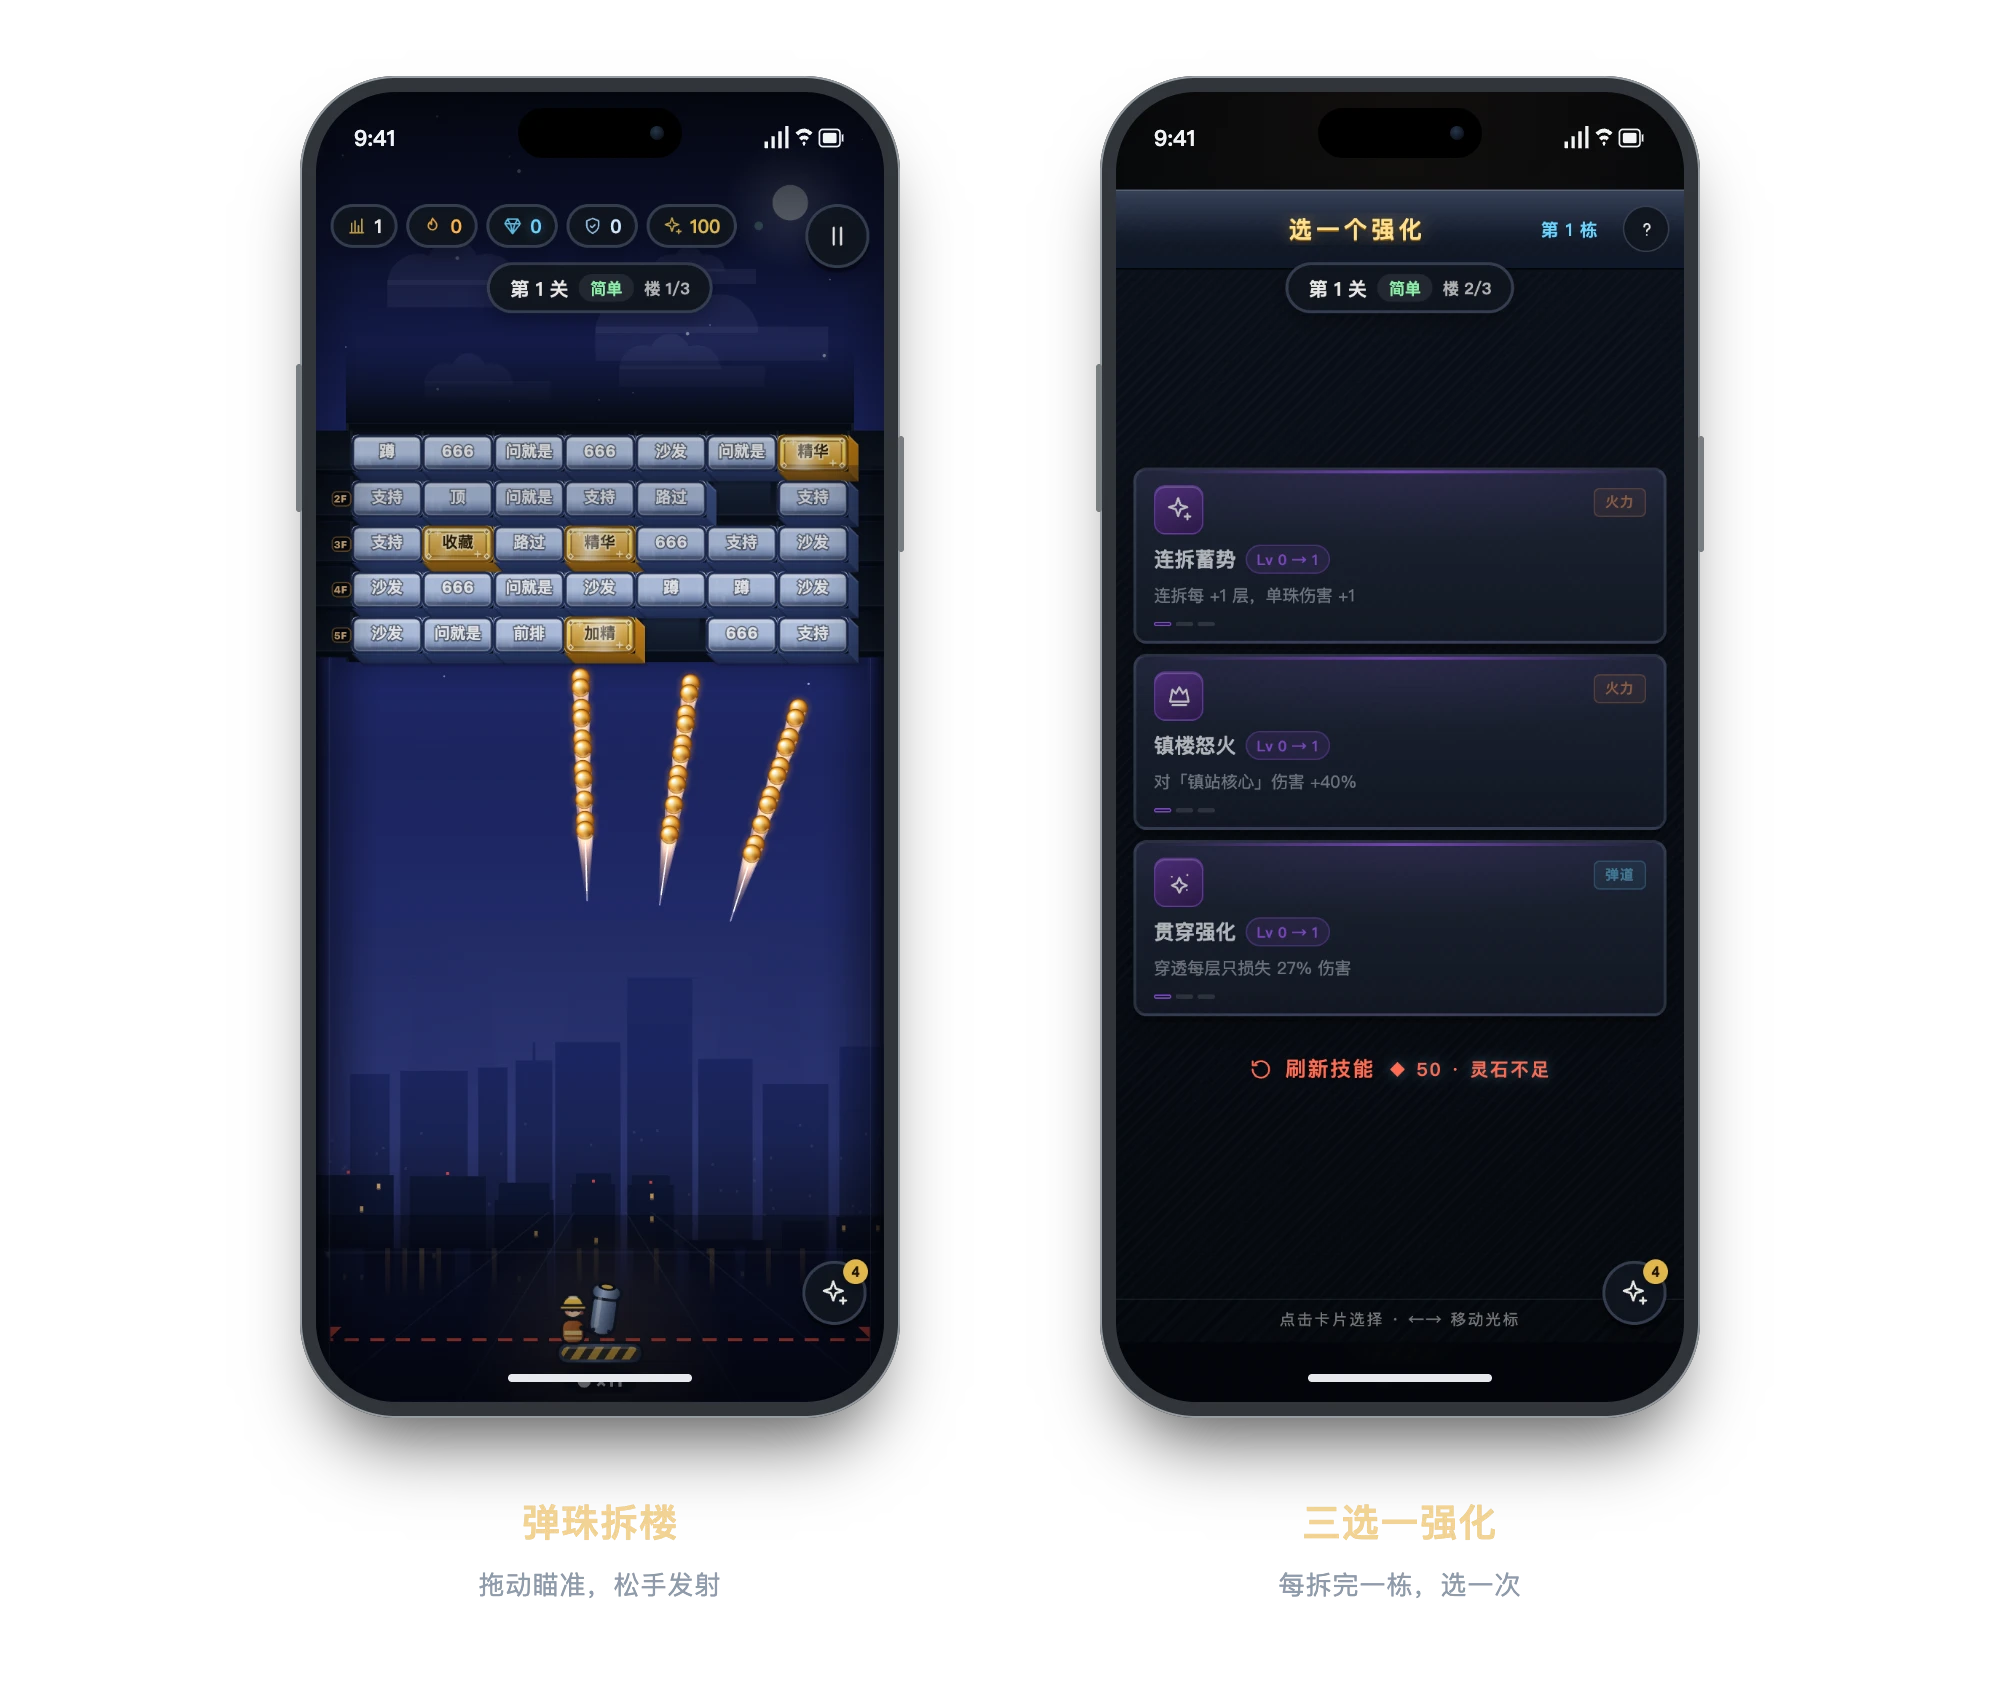 9:41
1 0 0 0 100
第 1 关 简单 楼 1/3
蹲 666 问就是 666 沙发 问就是 精华
2F 支持 顶 问就是 支持 路过 支持
3F 支持 收藏 路过 精华 666 支持 沙发
4F 沙发 666 问就是 沙发 蹲 蹲 沙发
5F 沙发 问就是 前排 加精 666 支持
4
弹珠拆楼
拖动瞄准，松手发射
9:41
选一个强化 第 1 栋 ?
第 1 关 简单 楼 2/3
火力
连拆蓄势 Lv 0 → 1
连拆每 +1 层，单珠伤害 +1
火力
镇楼怒火 Lv 0 → 1
对「镇站核心」伤害 +40%
弹道
贯穿强化 Lv 0 → 1
穿透每层只损失 27% 伤害
刷新技能 ◆ 50 · 灵石不足
4
点击卡片选择 · ←→ 移动光标
三选一强化
每拆完一栋，选一次